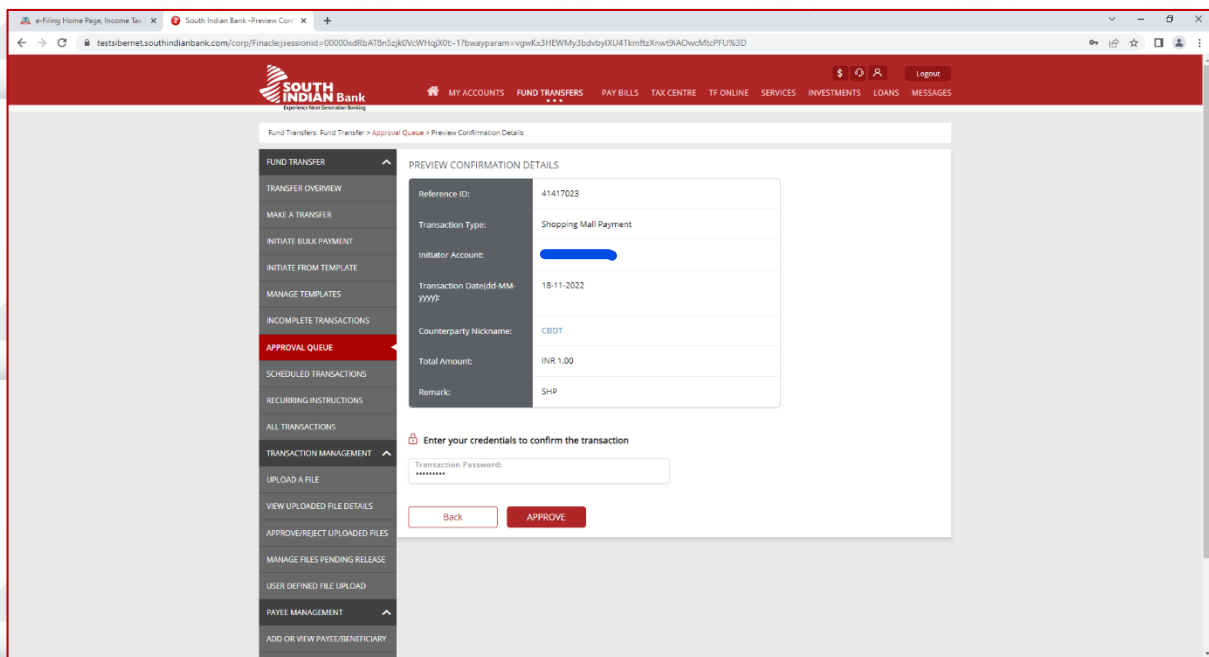 e-Filing Home Page, Income Tax
South Indian Bank -Preview Conf
testsibernet.southindianbank.com/corp/Finacle;jsessionid=00000xdRbAT8n5zjk0VcWHqjX0t:-1?bwayparam=vgwKx3HEWMy3bdvbyIXU4TkmftzXnwt9iAOwcMtcPFU%3D
$ Logout
SOUTH
INDIAN Bank
Experience Next Generation Banking
MY ACCOUNTS FUND TRANSFERS PAY BILLS TAX CENTRE TF ONLINE SERVICES INVESTMENTS LOANS MESSAGES
Fund Transfers: Fund Transfer > Approval Queue > Preview Confirmation Details
FUND TRANSFER
TRANSFER OVERVIEW
MAKE A TRANSFER
INITIATE BULK PAYMENT
INITIATE FROM TEMPLATE
MANAGE TEMPLATES
INCOMPLETE TRANSACTIONS
APPROVAL QUEUE
SCHEDULED TRANSACTIONS
RECURRING INSTRUCTIONS
ALL TRANSACTIONS
TRANSACTION MANAGEMENT
UPLOAD A FILE
VIEW UPLOADED FILE DETAILS
APPROVE/REJECT UPLOADED FILES
MANAGE FILES PENDING RELEASE
USER DEFINED FILE UPLOAD
PAYEE MANAGEMENT
ADD OR VIEW PAYEE/BENEFICIARY
PREVIEW CONFIRMATION DETAILS
Reference ID: 41417023
Transaction Type: Shopping Mall Payment
Initiator Account:
Transaction Date(dd-MM- 18-11-2022
yyyy):
Counterparty Nickname: CBDT
Total Amount: INR 1.00
Remark: SHP
Enter your credentials to confirm the transaction
Transaction Password:
•••••••••
Back APPROVE